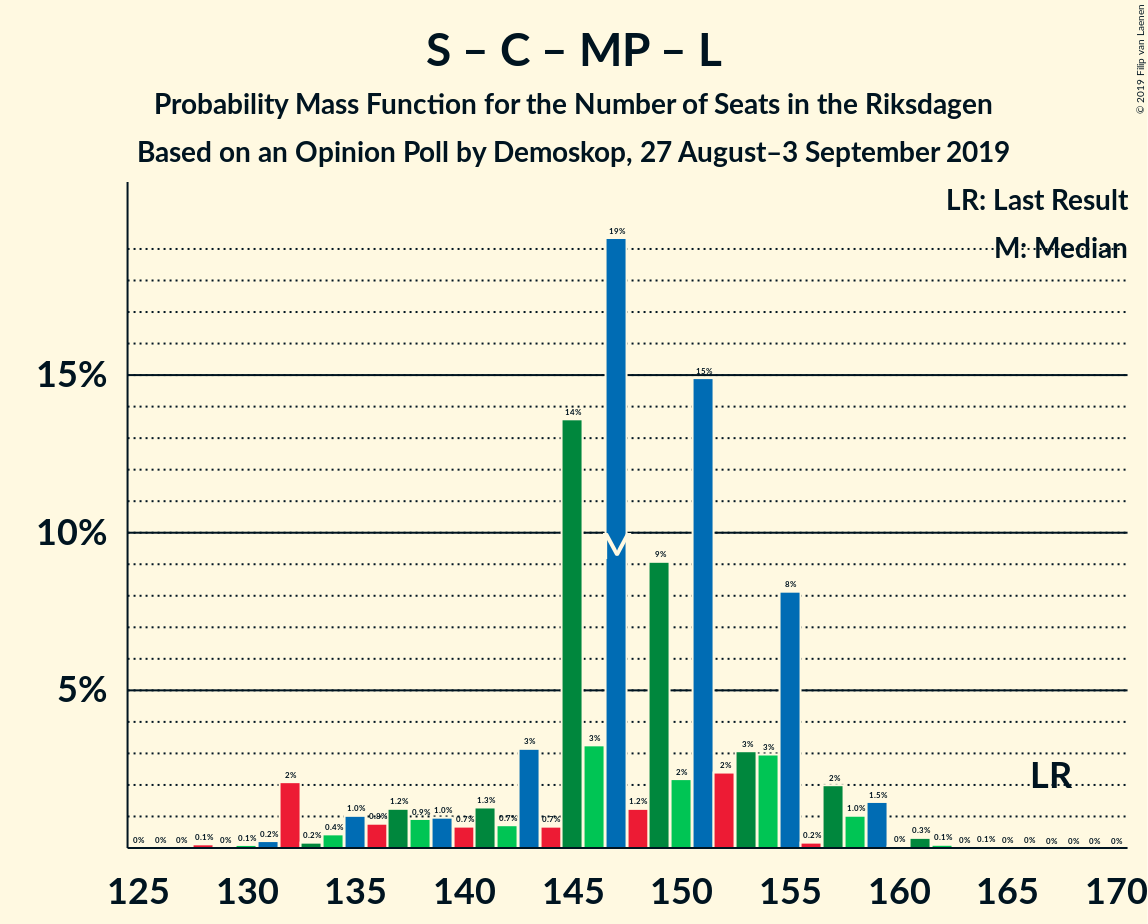 S – C – MP – L
Probability Mass Function for the Number of Seats in the Riksdagen
Based on an Opinion Poll by Demoskop, 27 August–3 September 2019
© 2019 Filip van Laenen
LR: Last Result
M: Median
15%
10%
5%
0% 0% 0% 0.1% 0% 0.1% 0.2% 2% 0.2% 0.4% 1.0% 0.8% 1.2% 0.9% 1.0% 0.7% 1.3% 0.7% 3% 0.7% 14% 3% 19% 1.2% 9% 2% 15% 2% 3% 3% 8% 0.2% 2% 1.0% 1.5% 0% 0.3% 0.1% 0% 0.1% 0% 0% 0% 0% 0% 0%
M
LR
125 130 135 140 145 150 155 160 165 170